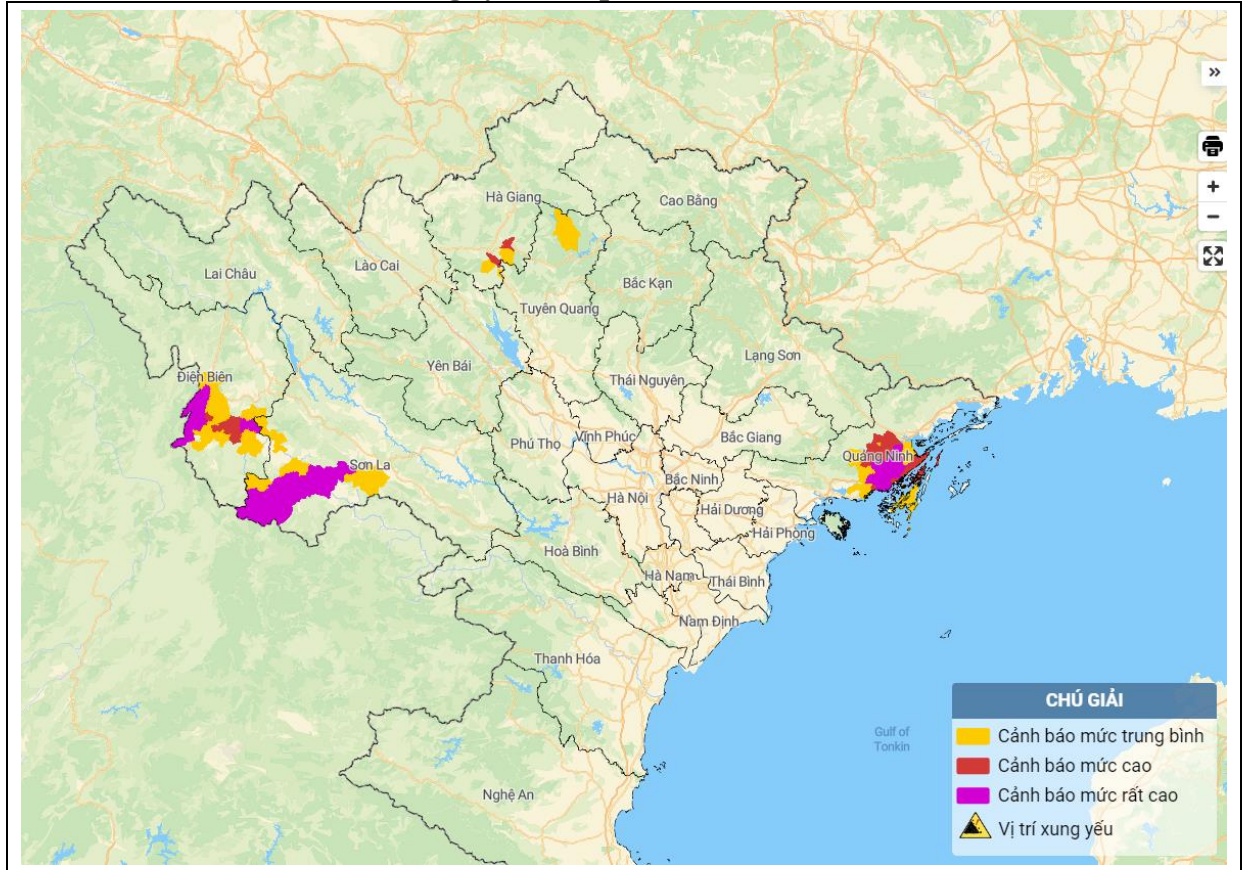 »
Hà Giang
Cao Bằng
+
−
Lai Châu
Lào Cai
Bắc Kạn
Tuyên Quang
Yên Bái
Lạng Sơn
Điện Biên
Thái Nguyên
Phú Thọ
Vĩnh Phúc
Bắc Giang
Quảng Ninh
Sơn La
Bắc Ninh
Hà Nội
Hải Dương
Hải Phòng
Hoà Bình
Hà Nam
Thái Bình
Nam Định
Thanh Hóa
Nghệ An
Gulf of
Tonkin
CHÚ GIẢI
Cảnh báo mức trung bình
Cảnh báo mức cao
Cảnh báo mức rất cao
Vị trí xung yếu